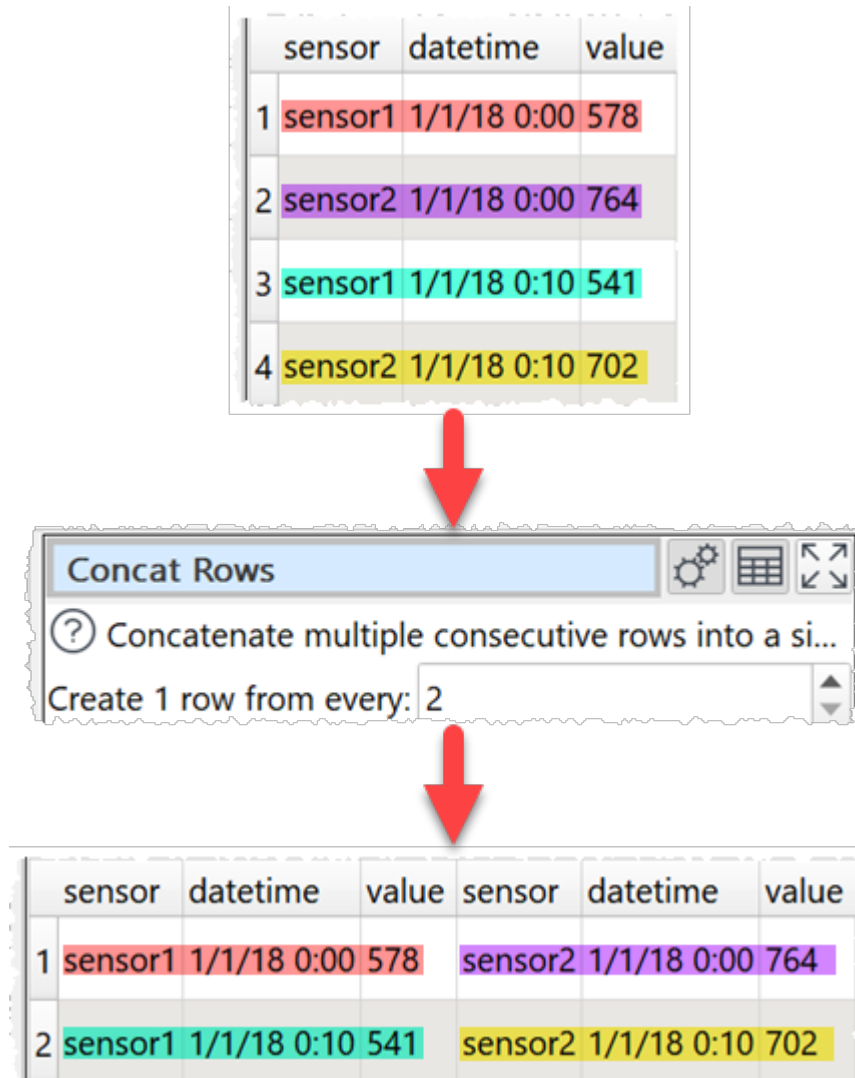 sensor datetime value
1 sensor1 1/1/18 0:00 578
2 sensor2 1/1/18 0:00 764
3 sensor1 1/1/18 0:10 541
4 sensor2 1/1/18 0:10 702
Concat Rows
? Concatenate multiple consecutive rows into a si...
Create 1 row from every: 2
sensor datetime value sensor datetime value
1 sensor1 1/1/18 0:00 578 sensor2 1/1/18 0:00 764
2 sensor1 1/1/18 0:10 541 sensor2 1/1/18 0:10 702